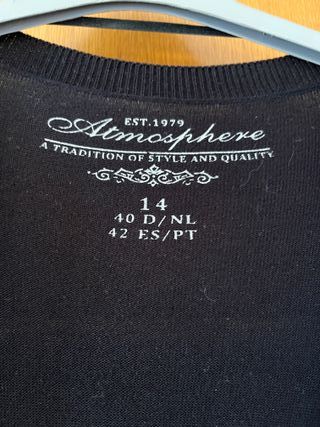 EST.1979
Atmosphere
A TRADITION OF STYLE AND QUALITY
14
40 D/NL
42 ES/PT